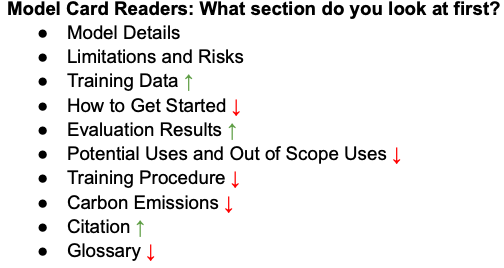 Model Card Readers: What section do you look at first?
● Model Details
● Limitations and Risks
● Training Data ↑
● How to Get Started ↓
● Evaluation Results ↑
● Potential Uses and Out of Scope Uses ↓
● Training Procedure ↓
● Carbon Emissions ↓
● Citation ↑
● Glossary ↓